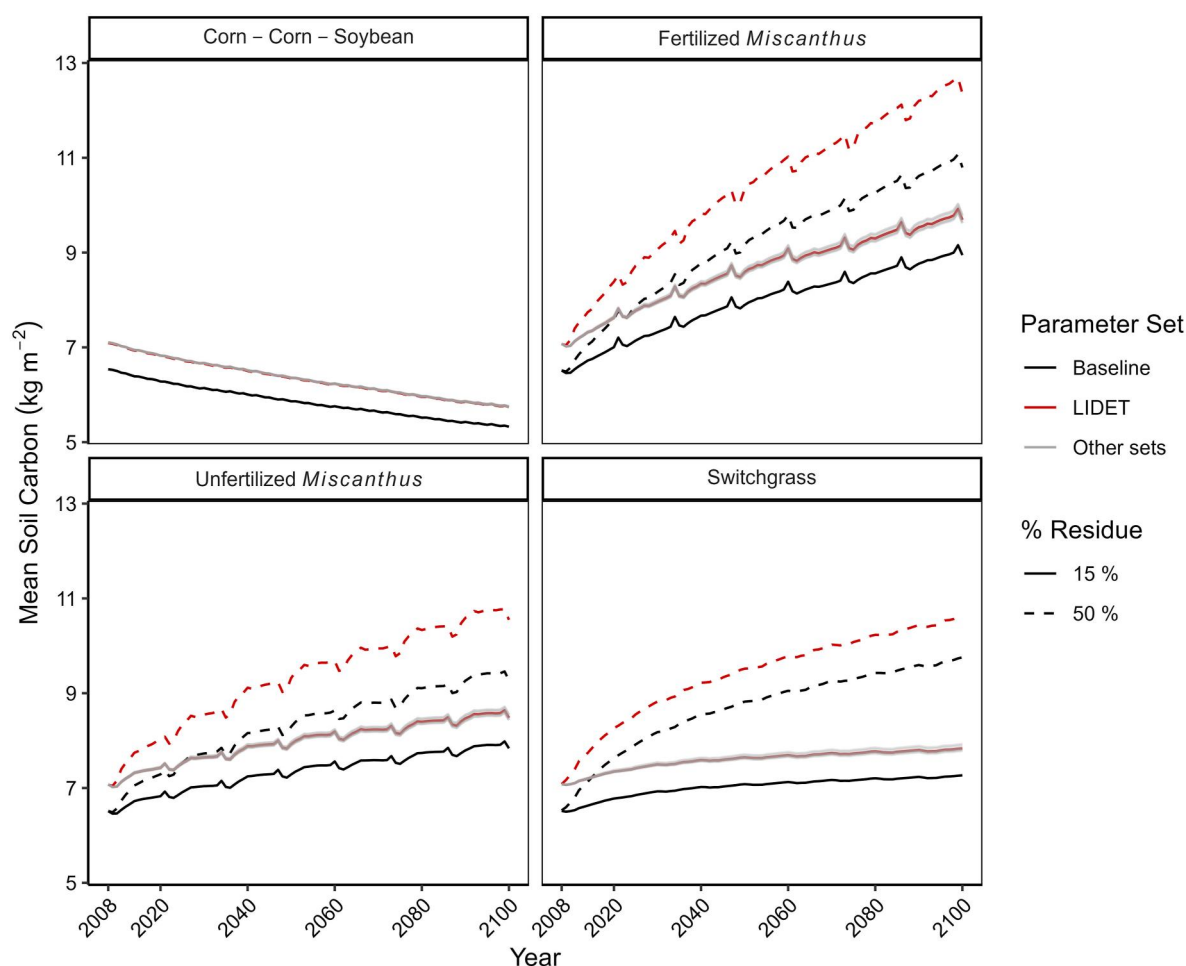 Corn – Corn – Soybean
Fertilized Miscanthus
13
11
9
7
5
Unfertilized Miscanthus
Switchgrass
13
11
9
7
5
Mean Soil Carbon (kg m−2)
2008 2020 2040 2060 2080 2100
2008 2020 2040 2060 2080 2100
Year
Parameter Set
Baseline
LIDET
Other sets
% Residue
15 %
50 %